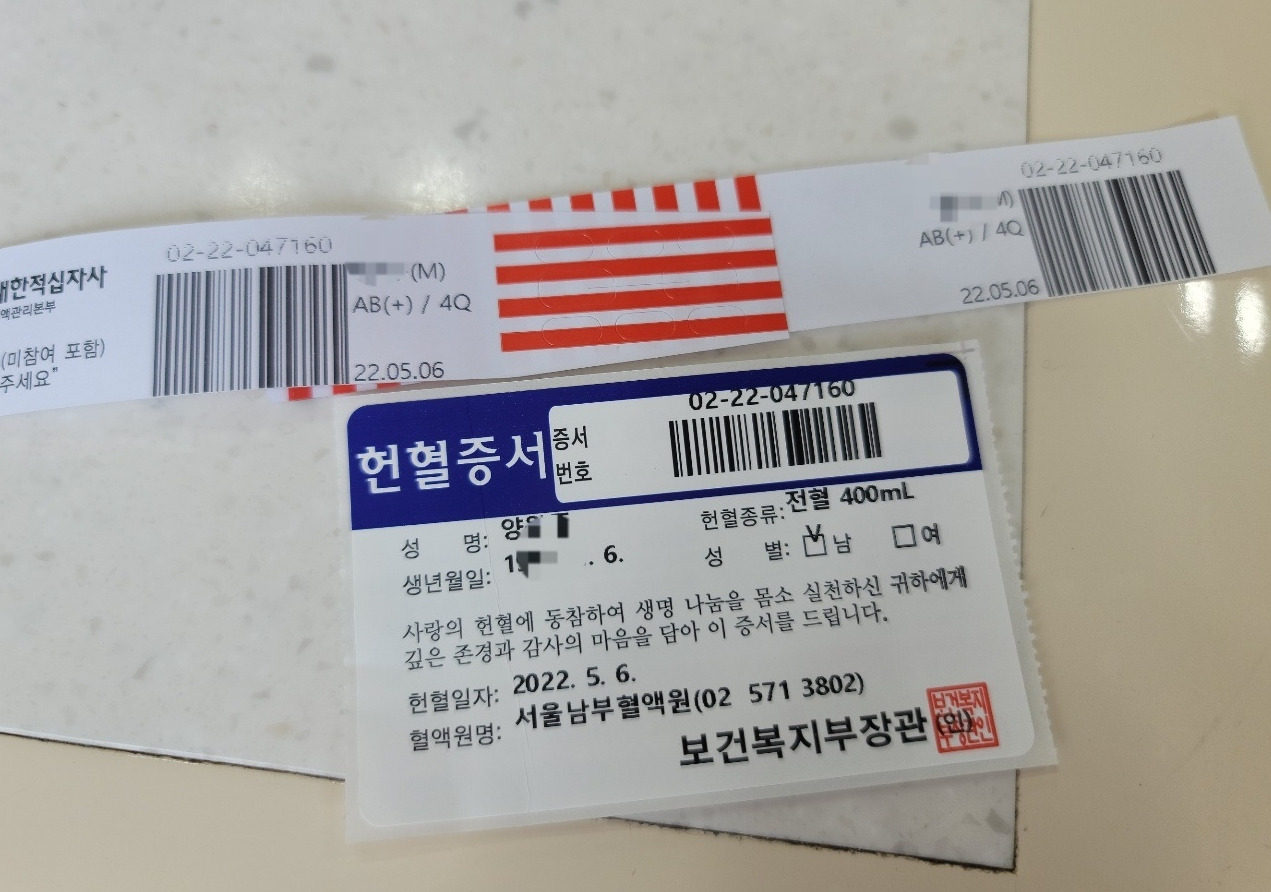 02-22-047160
적십자사
혈액관리본부
(미참여 포함)
주세요"
(M)
AB(+) / 4Q
22.05.06
02-22-047160
AB(+) / 4Q
22.05.06
헌혈증서
증서
번호
02-22-047160
성 명: 양
헌혈종류: 전혈 400mL
생년월일: 1 . 6.
성 별: V 남 여
사랑의 헌혈에 동참하여 생명 나눔을 몸소 실천하신 귀하에게
깊은 존경과 감사의 마음을 담아 이 증서를 드립니다.
헌혈일자: 2022. 5. 6.
혈액원명: 서울남부혈액원(02 571 3802)
보건복지부장관 (인)